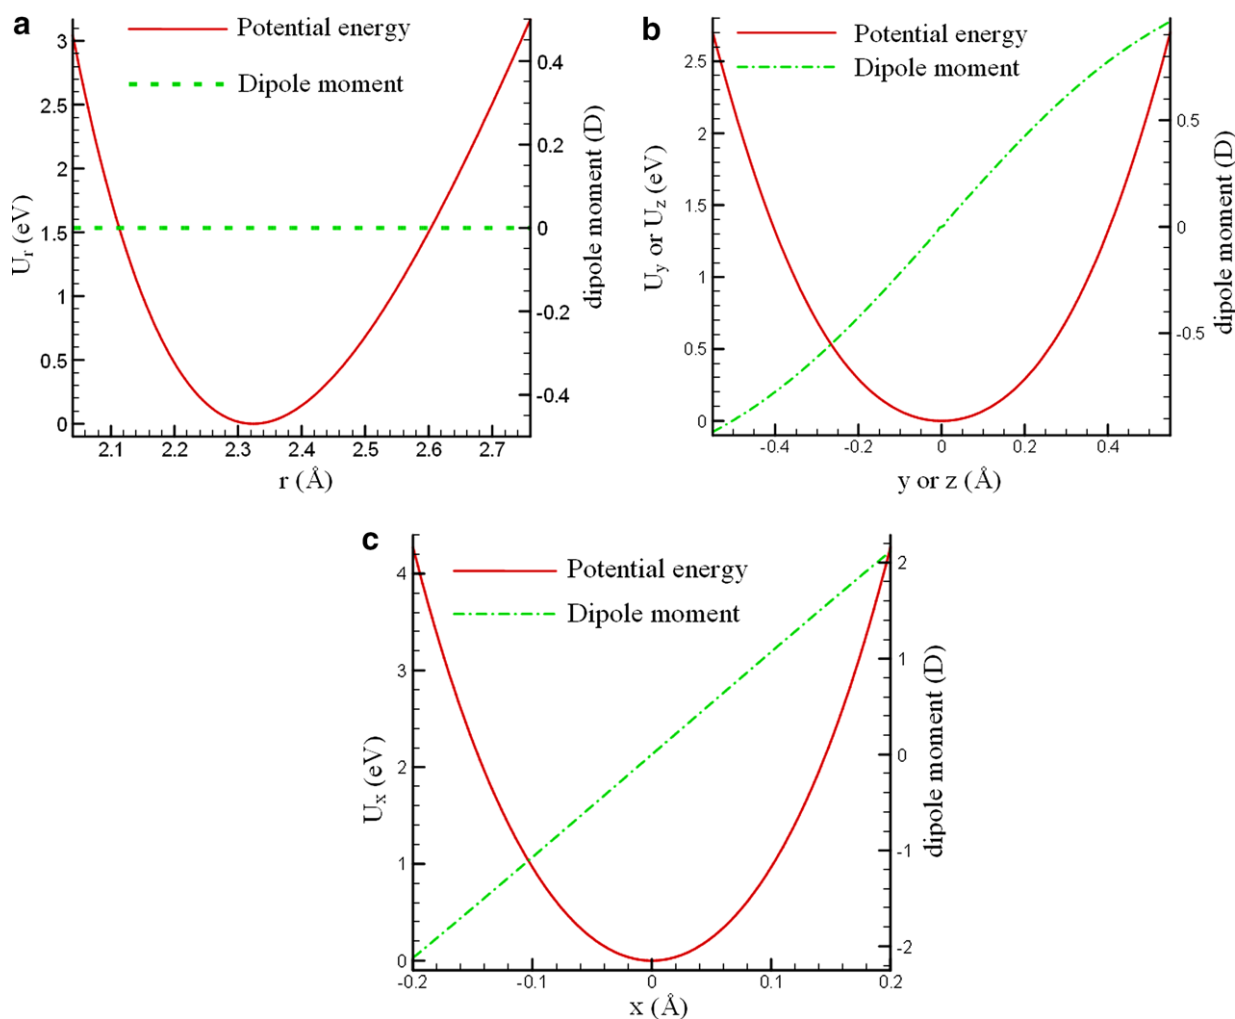 a
Potential energy
Dipole moment
3
2.5
2
1.5
1
0.5
0
U_r (eV)
0.4
0.2
0
-0.2
-0.4
dipole moment (D)
2.1 2.2 2.3 2.4 2.5 2.6 2.7
r (Å)
b
Potential energy
Dipole moment
2.5
2
1.5
1
0.5
0
U_y or U_z (eV)
0.5
0
-0.5
dipole moment (D)
-0.4 -0.2 0 0.2 0.4
y or z (Å)
c
Potential energy
Dipole moment
4
3
2
1
0
U_x (eV)
2
1
0
-1
-2
dipole moment (D)
-0.2 -0.1 0 0.1 0.2
x (Å)